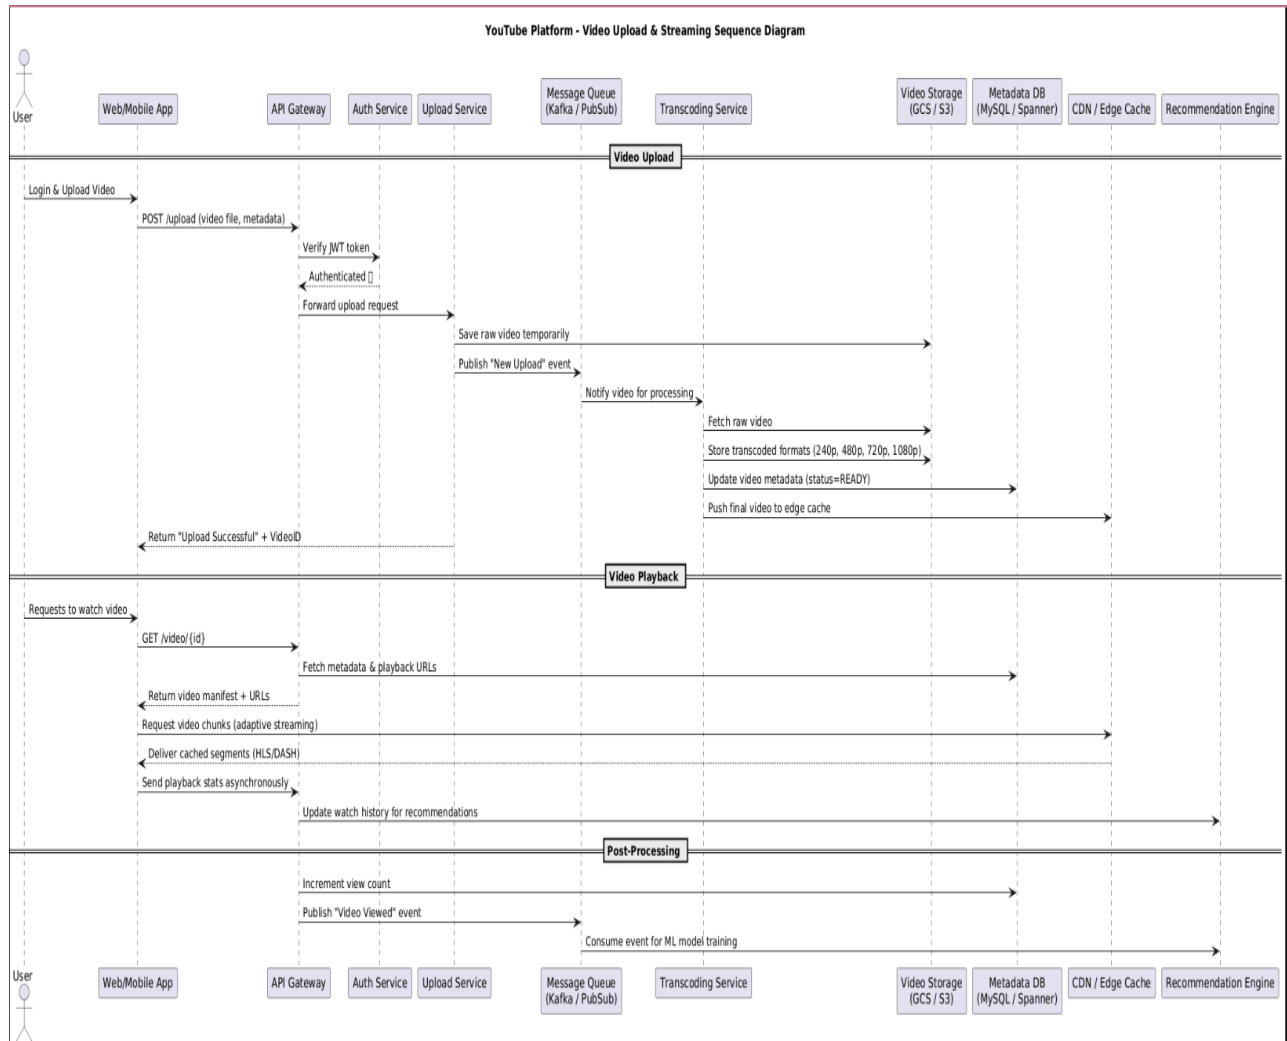 YouTube Platform - Video Upload & Streaming Sequence Diagram
User
Web/Mobile App
API Gateway
Auth Service
Upload Service
Message Queue
(Kafka / PubSub)
Transcoding Service
Video Storage
(GCS / S3)
Metadata DB
(MySQL / Spanner)
CDN / Edge Cache
Recommendation Engine
Video Upload
Login & Upload Video
POST /upload (video file, metadata)
Verify JWT token
Authenticated
Forward upload request
Save raw video temporarily
Publish "New Upload" event
Notify video for processing
Fetch raw video
Store transcoded formats (240p, 480p, 720p, 1080p)
Update video metadata (status=READY)
Push final video to edge cache
Return "Upload Successful" + VideoID
Video Playback
Requests to watch video
GET /video/{id}
Fetch metadata & playback URLs
Return video manifest + URLs
Request video chunks (adaptive streaming)
Deliver cached segments (HLS/DASH)
Send playback stats asynchronously
Update watch history for recommendations
Post-Processing
Increment view count
Publish "Video Viewed" event
Consume event for ML model training
User
Web/Mobile App
API Gateway
Auth Service
Upload Service
Message Queue
(Kafka / PubSub)
Transcoding Service
Video Storage
(GCS / S3)
Metadata DB
(MySQL / Spanner)
CDN / Edge Cache
Recommendation Engine